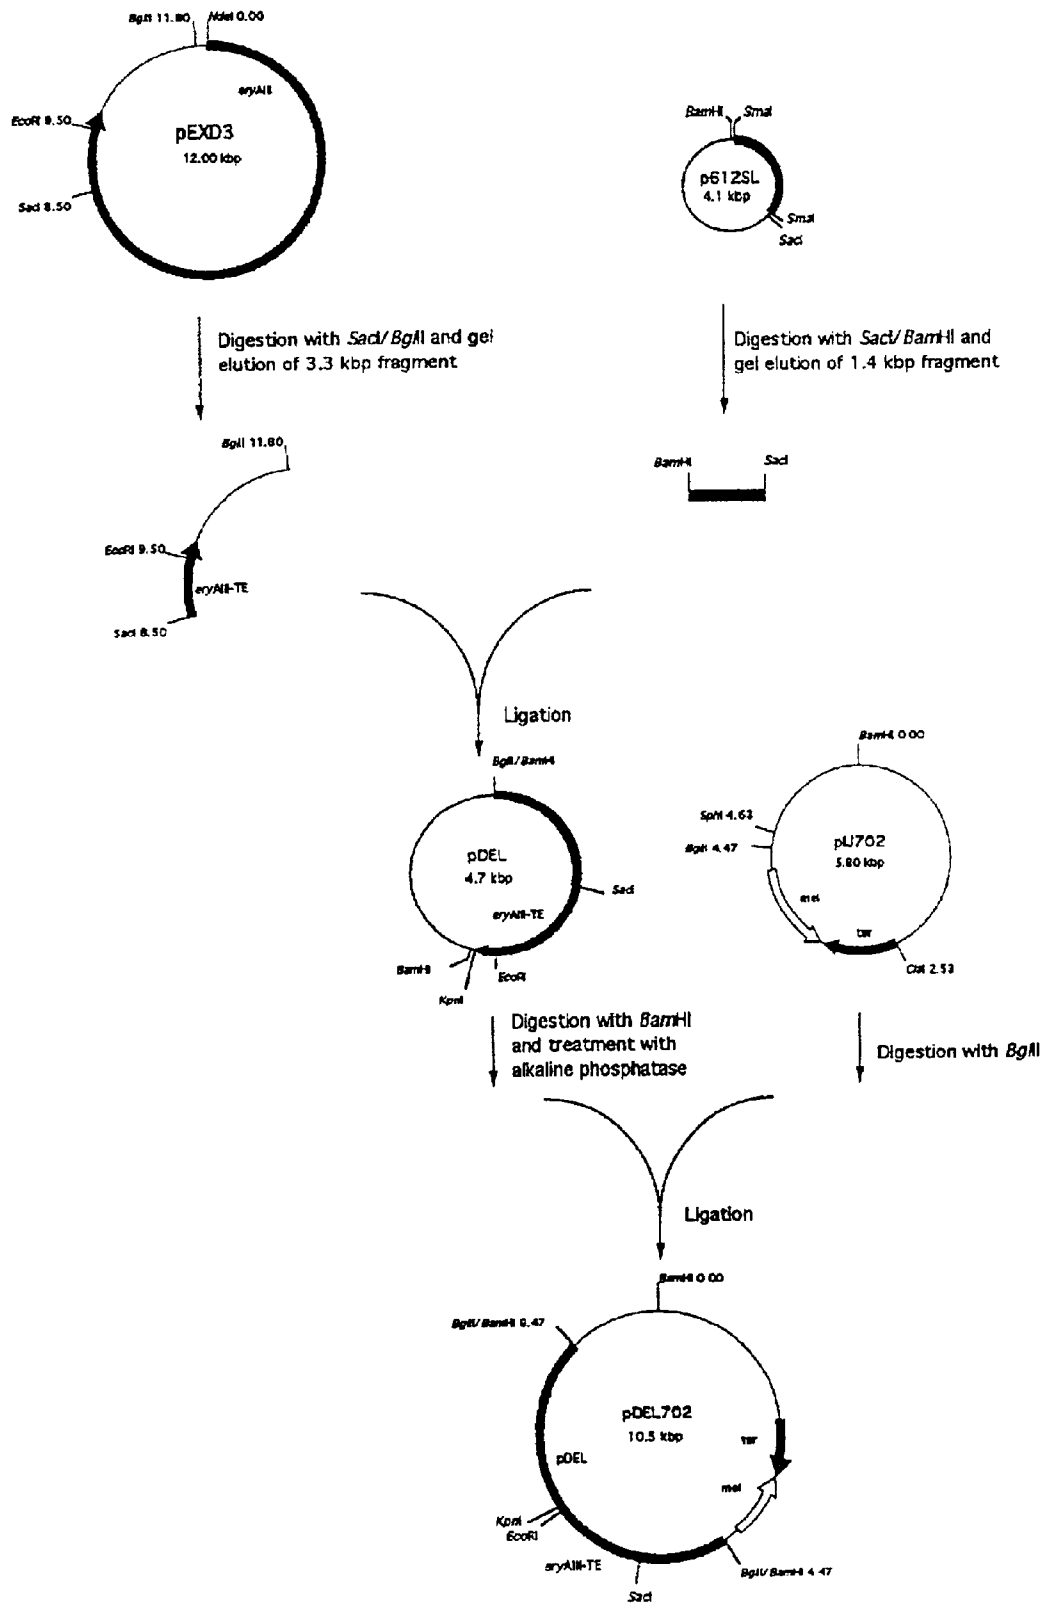 BglII 11.80
NdeI 0.00
eryAIII
EcoRI 9.50
pEXD3
12.00 kbp
SacI 8.50
BamHI
SmaI
p612SL
4.1 kbp
SmaI
SacI
Digestion with SacI/BglII and gel
elution of 3.3 kbp fragment
Digestion with SacI/BamHI and
gel elution of 1.4 kbp fragment
BglII 11.80
BamHI
SacI
EcoRI 9.50
eryAIII-TE
SacI 8.50
Ligation
BglII/BamHI
BamHI 0.00
SphI 4.63
BglII 4.47
pIJ702
5.80 kbp
pDEL
4.7 kbp
SacI
mel
eryAIII-TE
tsr
BamHI
EcoRI
ClaI 2.53
KpnI
Digestion with BamHI
and treatment with
alkaline phosphatase
Digestion with BglII
Ligation
BamHI 0.00
BglII/BamHI 9.47
pDEL702
10.5 kbp
tsr
pDEL
mel
KpnI
EcoRI
eryAIII-TE
BglII/BamHI 4.47
SacI